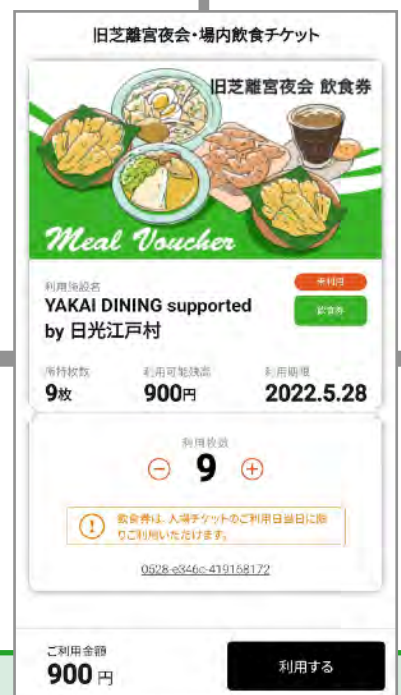 旧芝離宮夜会・場内飲食チケット
旧芝離宮夜会 飲食券
Meal Voucher
利用施設名
未利用
YAKAI DINING supported
by 日光江戸村
飲食券
所持枚数 利用可能残高 利用期限
9枚 900円 2022.5.28
利用枚数
9
飲食券は、入場チケットのご利用日当日に限
りご利用いただけます。
0528-e346c-419158172
ご利用金額
900 円
利用する